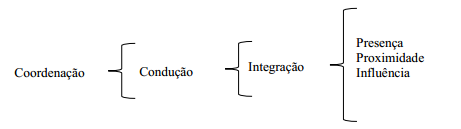 Coordenação
Condução
Integração
Presença
Proximidade
Influência